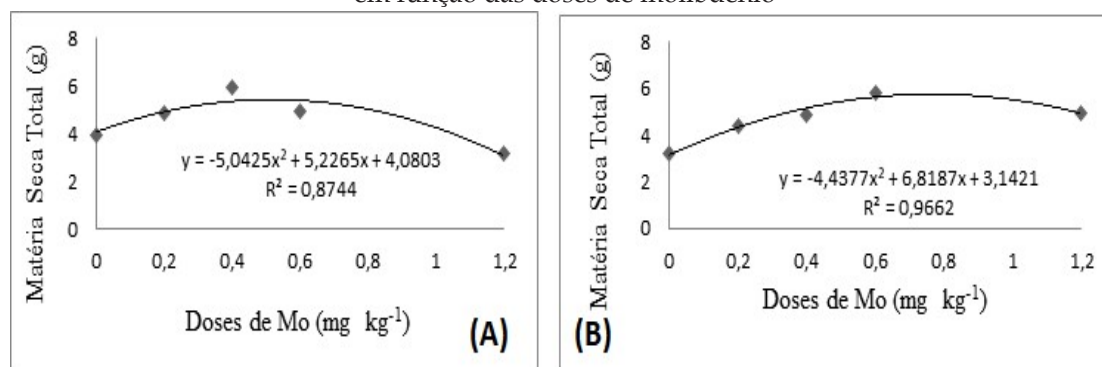 em função das doses de molibdênio
Matéria Seca Total (g)
8
6
4
2
0
y = -5,0425x² + 5,2265x + 4,0803
R² = 0,8744
0 0,2 0,4 0,6 0,8 1 1,2
Doses de Mo (mg kg⁻¹)
(A)
Matéria Seca Total (g)
8
6
4
2
0
y = -4,4377x² + 6,8187x + 3,1421
R² = 0,9662
0 0,2 0,4 0,6 0,8 1 1,2
Doses de Mo (mg kg⁻¹)
(B)